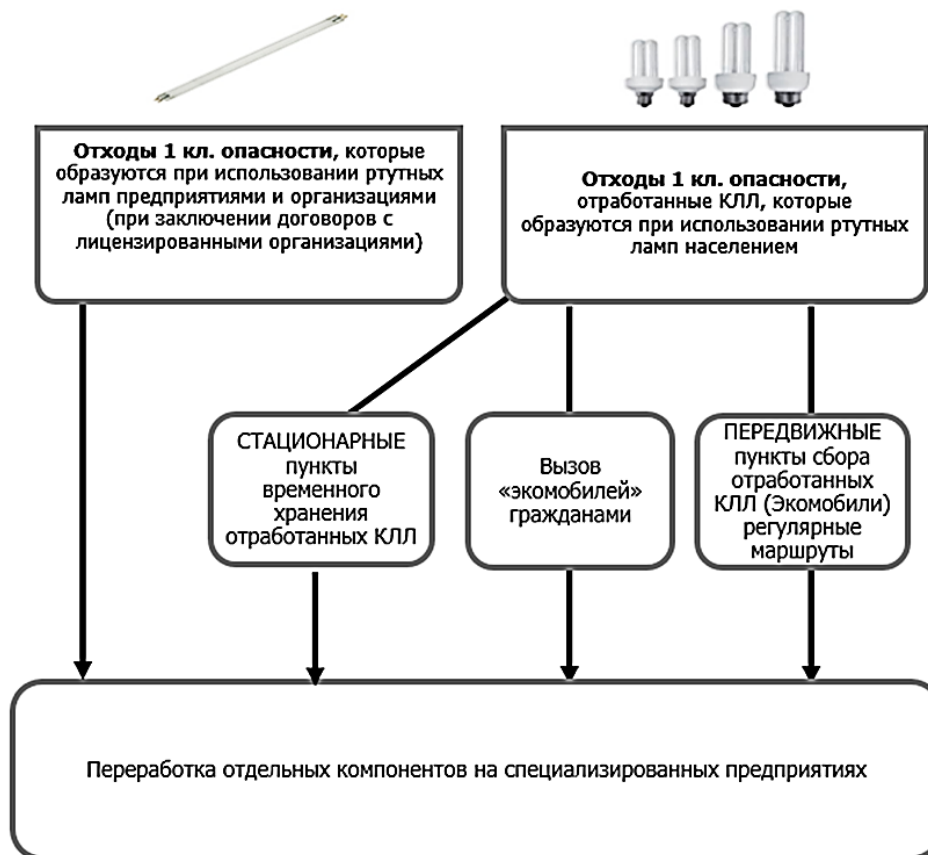 Отходы 1 кл. опасности, которые
образуются при использовании ртутных
ламп предприятиями и организациями
(при заключении договоров с
лицензированными организациями)
Отходы 1 кл. опасности,
отработанные КЛЛ, которые
образуются при использовании ртутных
ламп населением
СТАЦИОНАРНЫЕ
пункты
временного
хранения
отработанных КЛЛ
Вызов
«экомобилей»
гражданами
ПЕРЕДВИЖНЫЕ
пункты сбора
отработанных
КЛЛ (Экомобили)
регулярные
маршруты
Переработка отдельных компонентов на специализированных предприятиях